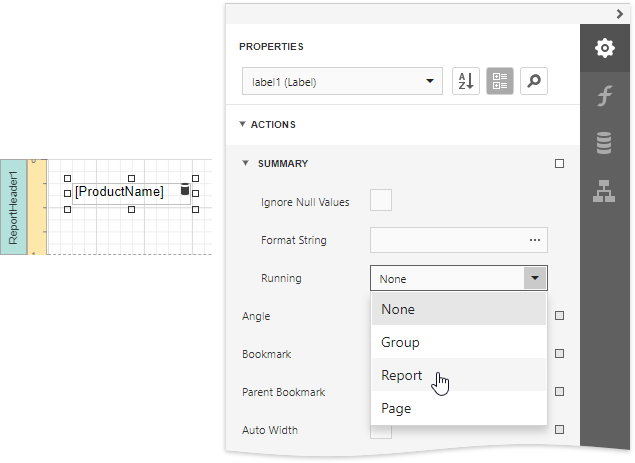 ReportHeader1
[ProductName]
PROPERTIES
label1 (Label)
A
Z
ACTIONS
SUMMARY
Ignore Null Values
Format String
...
Running
None
None
Group
Report
Page
Angle
Bookmark
Parent Bookmark
Auto Width